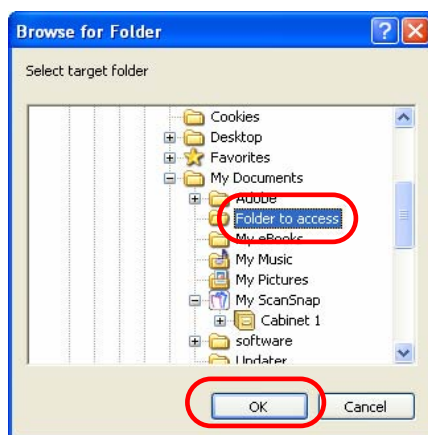 Browse for Folder
Select target folder
Cookies
Desktop
Favorites
My Documents
Adobe
Folder to access
My eBooks
My Music
My Pictures
My ScanSnap
Cabinet 1
software
Updater
OK
Cancel